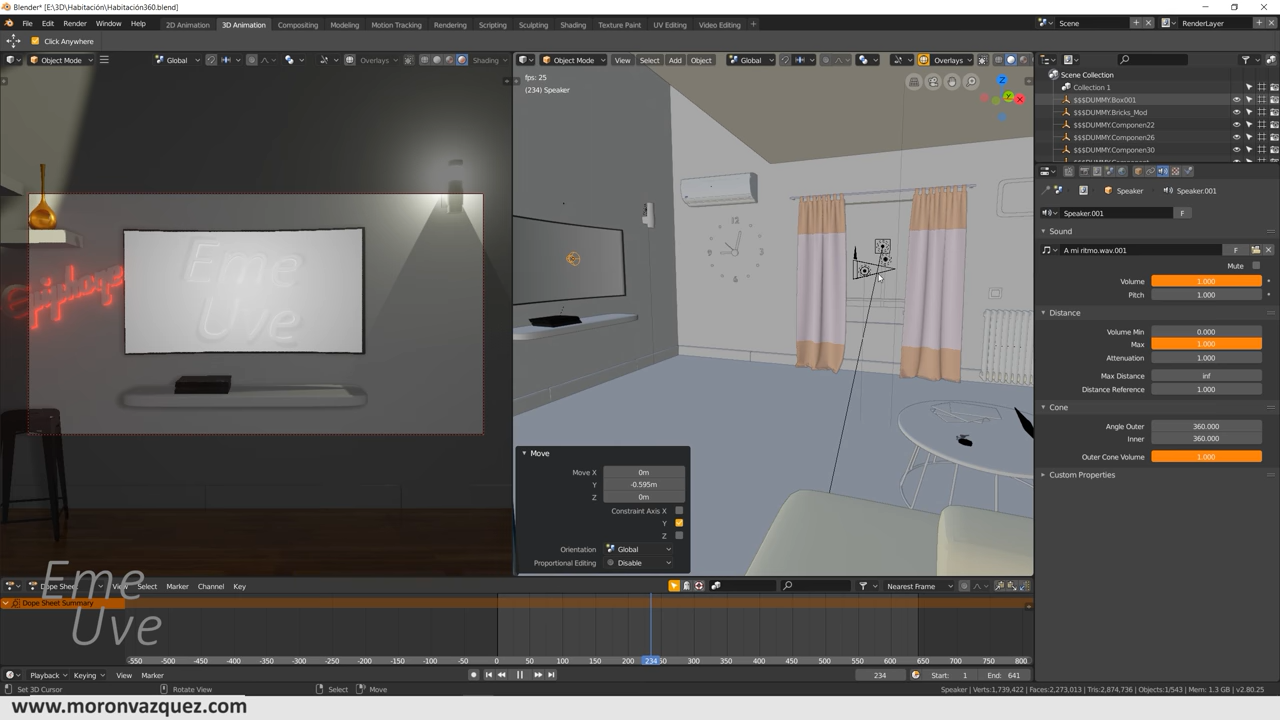 Blender* [E:\3D\Habitación\Habitación360.blend]
File Edit Render Window Help
2D Animation 3D Animation Compositing Modeling Motion Tracking Rendering Scripting Sculpting Shading Texture Paint UV Editing Video Editing +
Scene RenderLayer
Click Anywhere
Object Mode Global Overlays Shading
Object Mode View Select Add Object Global Overlays
fps: 25
(234) Speaker
Z
Y
X
12
3
6
9
Eme
Uve
Epiphone
Scene Collection
Collection 1
$$$DUMMY.Box001
$$$DUMMY.Bricks_Mod
$$$DUMMY.Componen22
$$$DUMMY.Componen26
$$$DUMMY.Componen30
Speaker Speaker.001
Speaker.001 F
Sound
A mi ritmo.wav.001 F
Mute
Volume 1.000
Pitch 1.000
Distance
Volume Min 0.000
Max 1.000
Attenuation 1.000
Max Distance inf
Distance Reference 1.000
Cone
Angle Outer 360.000
Inner 360.000
Outer Cone Volume 1.000
Custom Properties
Move
Move X 0m
Y -0.595m
Z 0m
Constraint Axis X
Y
Z
Orientation Global
Proportional Editing Disable
Dope Sheet View Select Marker Channel Key Nearest Frame
Dope Sheet Summary
Eme
Uve
-550 -500 -450 -400 -350 -300 -250 -200 -150 -100 -50 0 50 100 150 200 234 250 300 350 400 450 500 550 600 650 700 750 800
Playback Keying View Marker 234 Start: 1 End: 641
Set 3D Cursor Rotate View Select Move Speaker | Verts:1,739,422 | Faces:2,273,013 | Tris:2,874,736 | Objects:1/543 | Mem: 1.3 GB | v2.80.25
www.moronvazquez.com